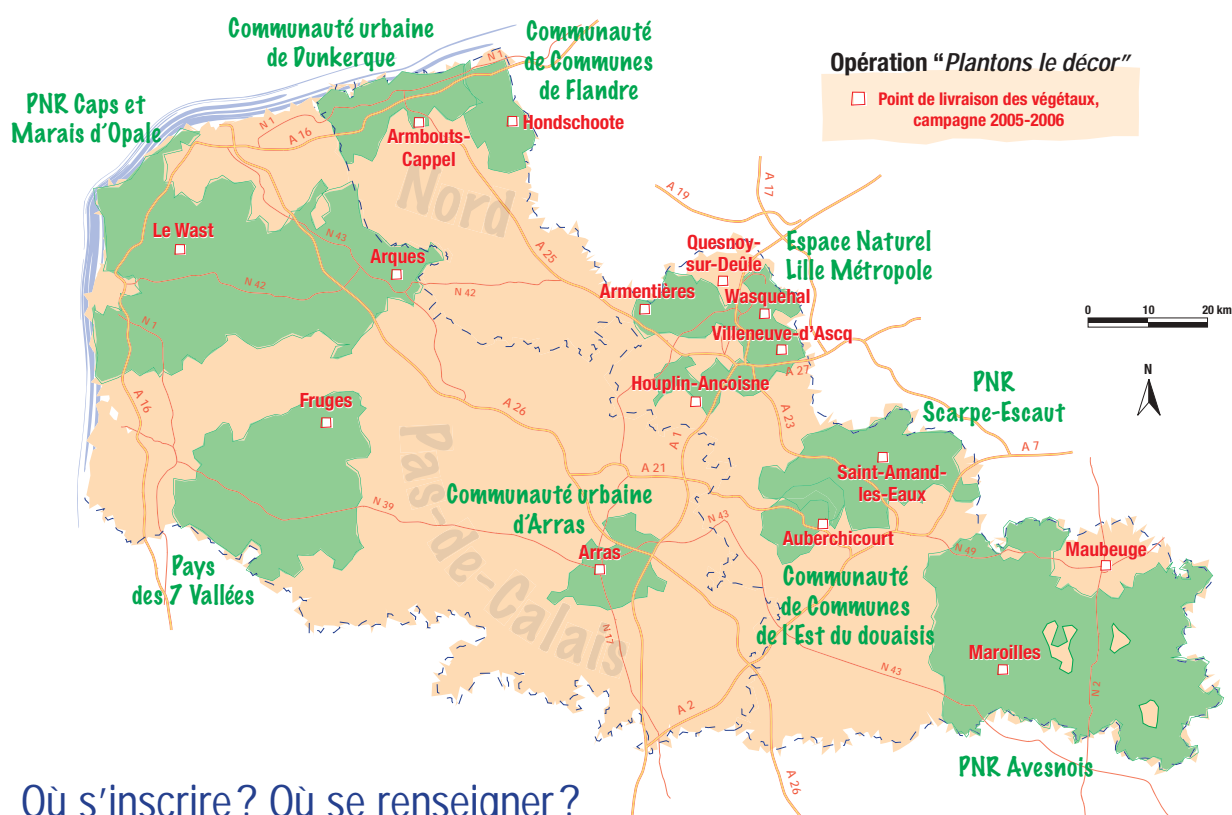 Communauté urbaine
de Dunkerque
Communauté
de Communes
de Flandre
Opération “Plantons le décor”
Point de livraison des végétaux,
campagne 2005-2006
PNR Caps et
Marais d’Opale
N 1
N 1
A 16
Armbouts-
Cappel
Hondschoote
Nord
A 19
A 17
Le Wast
N 43
Arques
N 42
N 42
A 25
Quesnoy-
sur-Deûle
Espace Naturel
Lille Métropole
Armentières
Wasquehal
Villeneuve-d’Ascq
0 10 20 km
N 1
A 27
Houplin-Ancoisne
N
A 16
Fruges
A 26
A 1
A 23
PNR
Scarpe-Escaut
A 7
Pas-de-Calais
A 21
Saint-Amand-
les-Eaux
Communauté urbaine
d’Arras
N 39
N 43
Auberchicourt
Arras
N 49
Maubeuge
Pays
des 7 Vallées
Communauté
de Communes
de l’Est du douaisis
N 17
N 43
Maroilles
N 2
A 2
A 26
PNR Avesnois
Où s’inscrire ? Où se renseigner ?